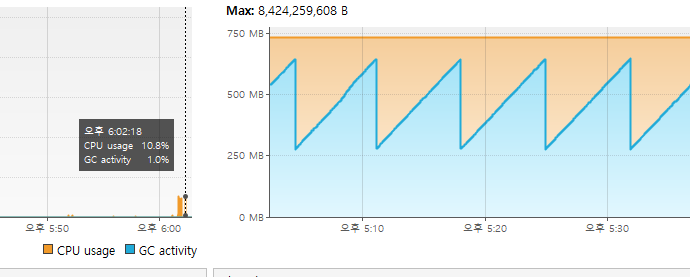 Max: 8,424,259,608 B
750 MB
500 MB
250 MB
0 MB
오후 5:10
오후 5:20
오후 5:30
오후 6:02:18
CPU usage 10.8%
GC activity 1.0%
오후 5:50
오후 6:00
CPU usage
GC activity